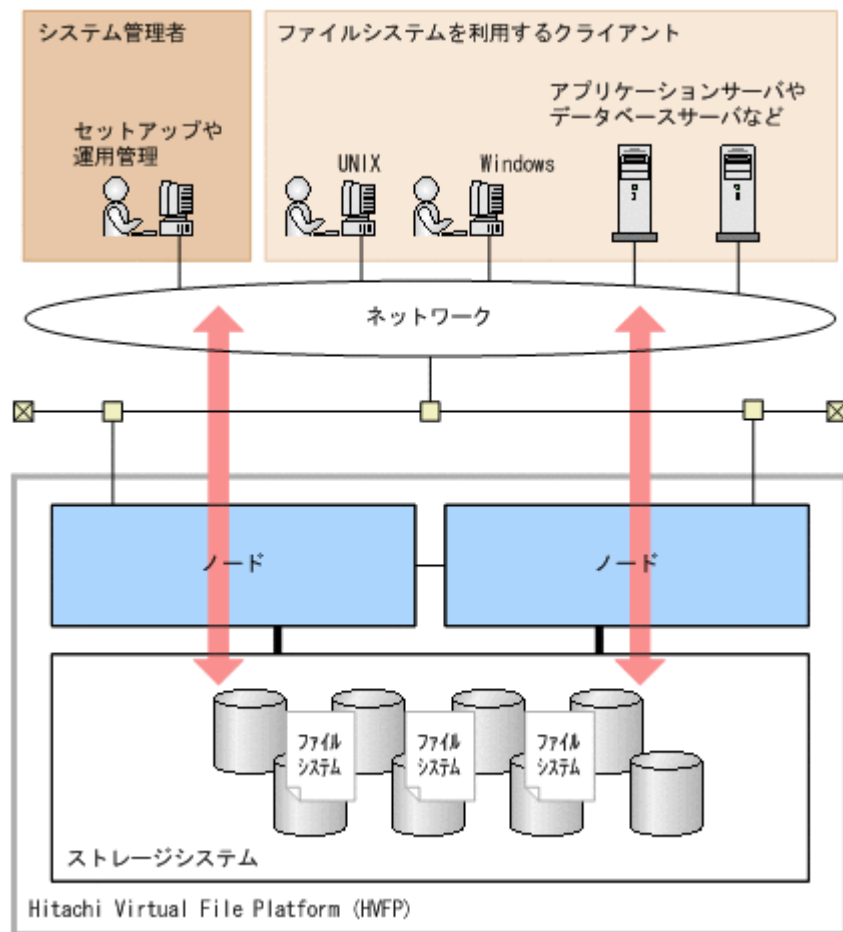 システム管理者
ファイルシステムを利用するクライアント
セットアップや
運用管理
UNIX
Windows
アプリケーションサーバや
データベースサーバなど
ネットワーク
ノード
ノード
ファイル
システム
ファイル
システム
ファイル
システム
ストレージシステム
Hitachi Virtual File Platform (HVFP)